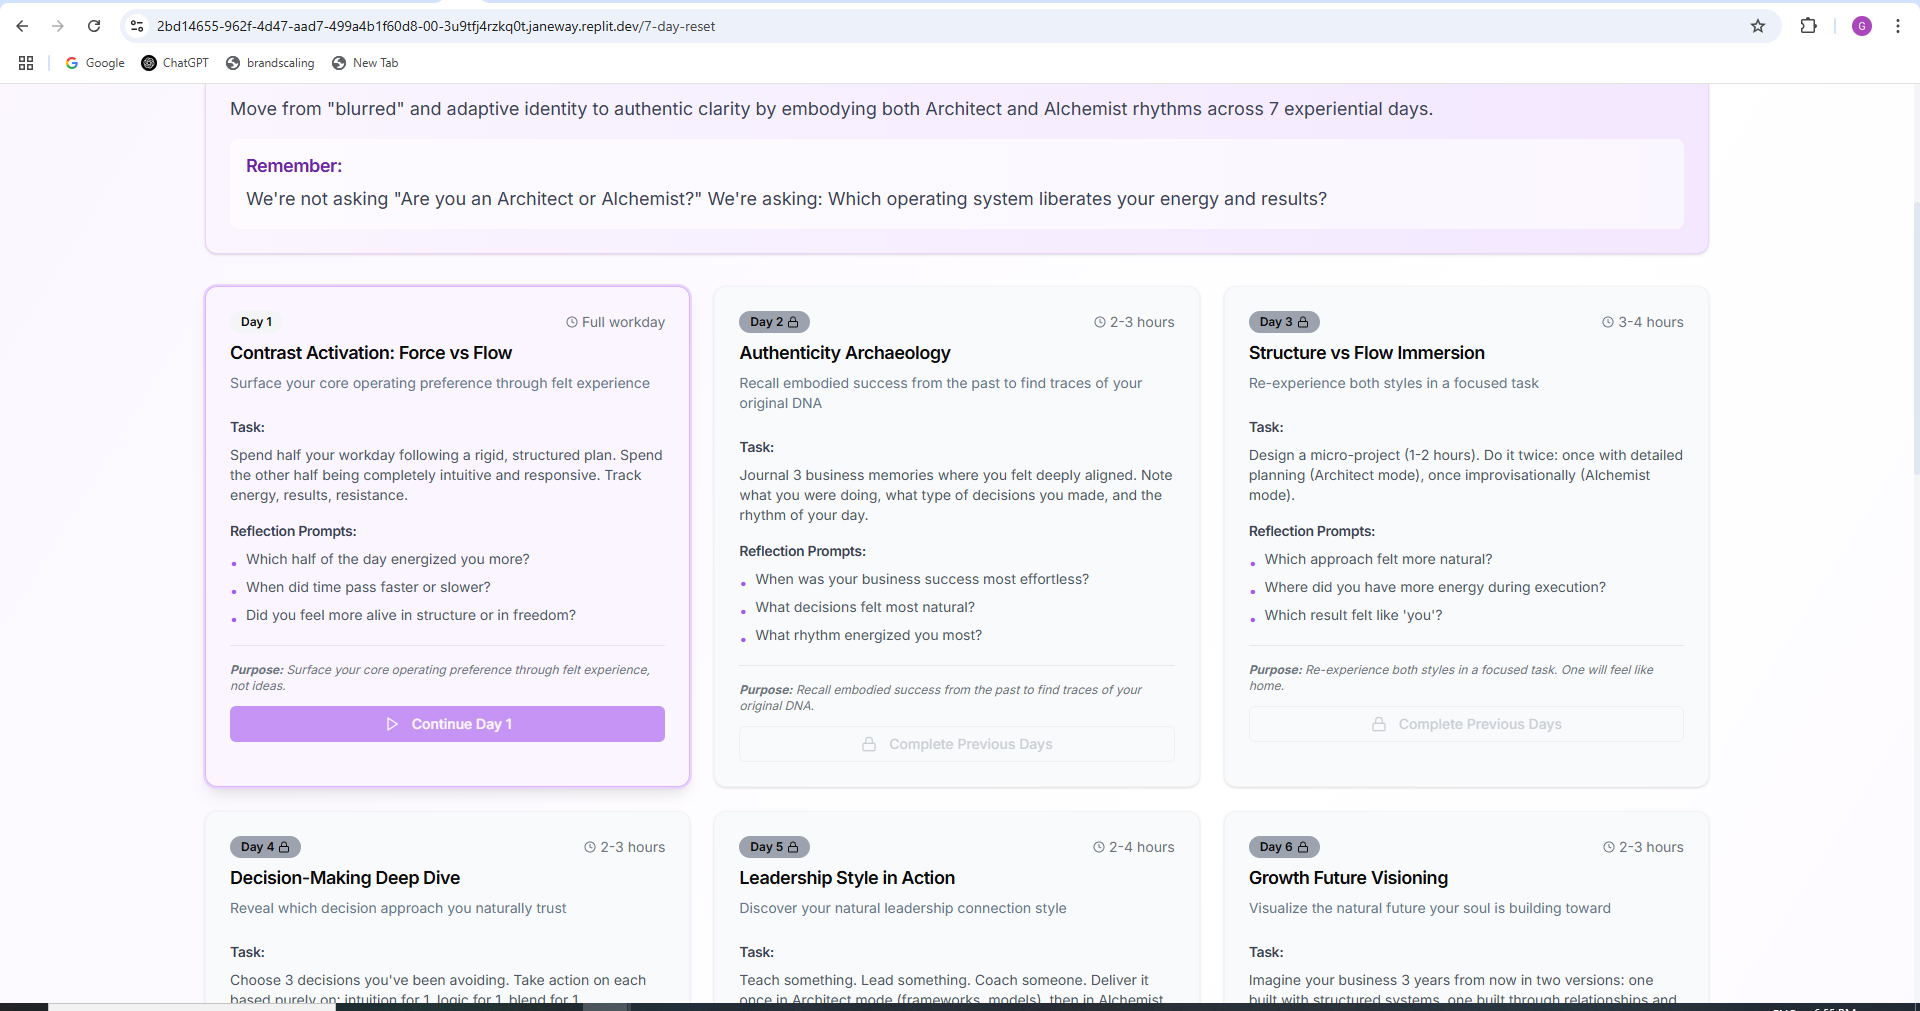 2bd14655-962f-4d47-aad7-499a4b1f60d8-00-3u9tfj4rzkq0t.janeway.replit.dev/7-day-reset
G
Google
ChatGPT
brandscaling
New Tab
Move from "blurred" and adaptive identity to authentic clarity by embodying both Architect and Alchemist rhythms across 7 experiential days.
Remember:
We're not asking "Are you an Architect or Alchemist?" We're asking: Which operating system liberates your energy and results?
Day 1
Full workday
Contrast Activation: Force vs Flow
Surface your core operating preference through felt experience
Task:
Spend half your workday following a rigid, structured plan. Spend
the other half being completely intuitive and responsive. Track
energy, results, resistance.
Reflection Prompts:
• Which half of the day energized you more?
• When did time pass faster or slower?
• Did you feel more alive in structure or in freedom?
Purpose: Surface your core operating preference through felt experience,
not ideas.
Continue Day 1
Day 2
2-3 hours
Authenticity Archaeology
Recall embodied success from the past to find traces of your
original DNA
Task:
Journal 3 business memories where you felt deeply aligned. Note
what you were doing, what type of decisions you made, and the
rhythm of your day.
Reflection Prompts:
• When was your business success most effortless?
• What decisions felt most natural?
• What rhythm energized you most?
Purpose: Recall embodied success from the past to find traces of your
original DNA.
Complete Previous Days
Day 3
3-4 hours
Structure vs Flow Immersion
Re-experience both styles in a focused task
Task:
Design a micro-project (1-2 hours). Do it twice: once with detailed
planning (Architect mode), once improvisationally (Alchemist
mode).
Reflection Prompts:
• Which approach felt more natural?
• Where did you have more energy during execution?
• Which result felt like 'you'?
Purpose: Re-experience both styles in a focused task. One will feel like
home.
Complete Previous Days
Day 4
2-3 hours
Decision-Making Deep Dive
Reveal which decision approach you naturally trust
Task:
Choose 3 decisions you've been avoiding. Take action on each
based purely on: intuition for 1, logic for 1, blend for 1.
Day 5
2-4 hours
Leadership Style in Action
Discover your natural leadership connection style
Task:
Teach something. Lead something. Coach someone. Deliver it
once in Architect mode (frameworks, models), then in Alchemist
Day 6
2-3 hours
Growth Future Visioning
Visualize the natural future your soul is building toward
Task:
Imagine your business 3 years from now in two versions: one
built with structured systems, one built through relationships and